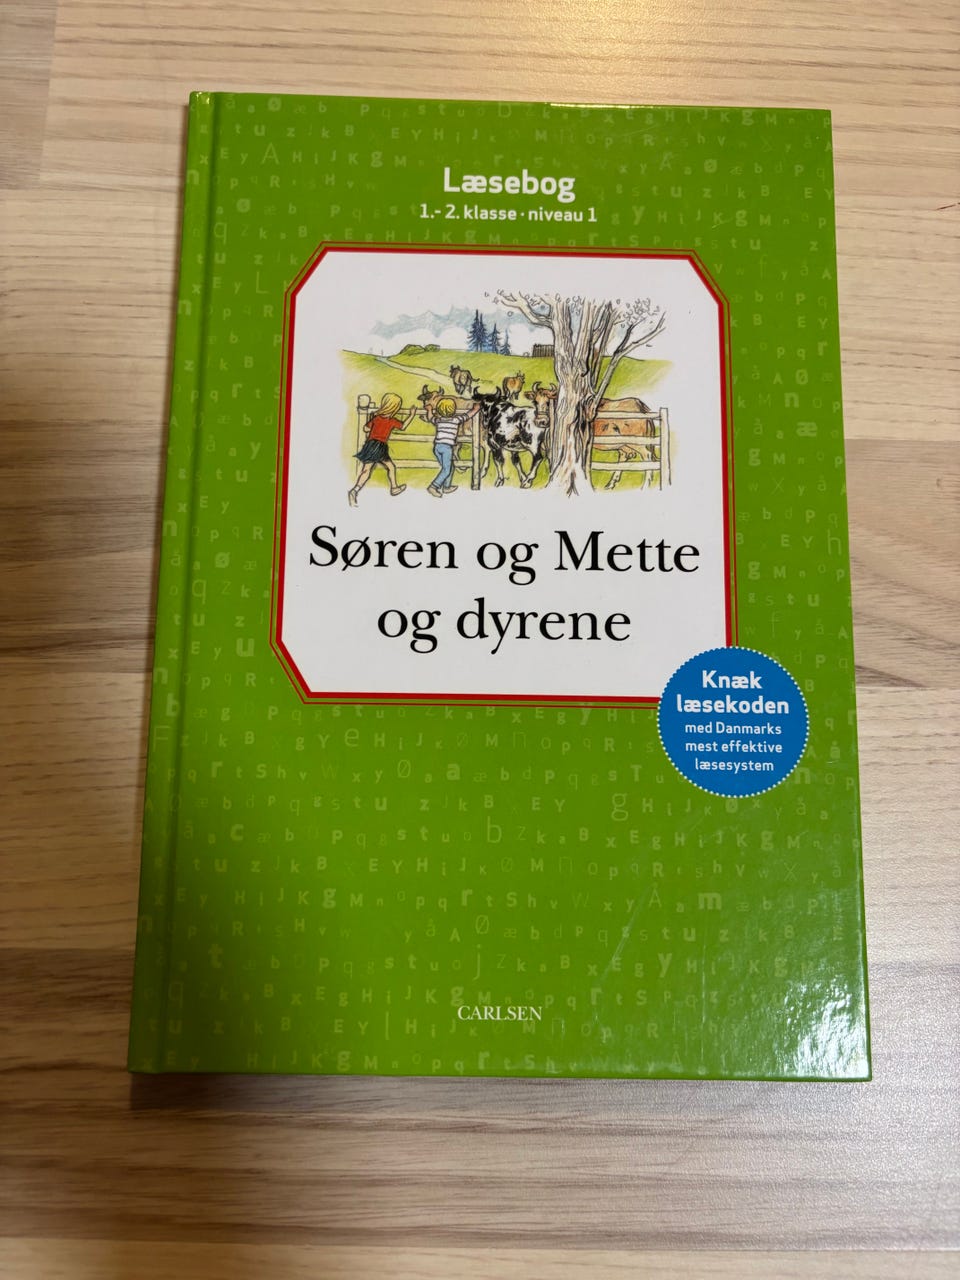 Læsebog
1.- 2. klasse · niveau 1
Søren og Mette
og dyrene
Knæk
læsekoden
med Danmarks
mest effektive
læsesystem
CARLSEN